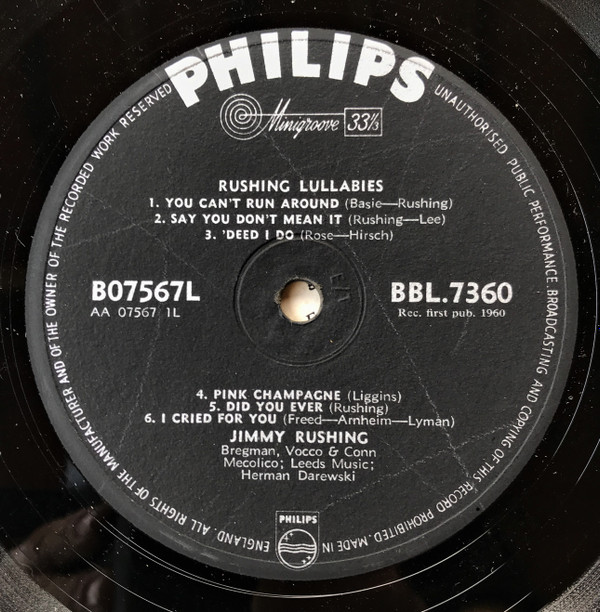 PHILIPS
Minigroove 33⅓
RUSHING LULLABIES
1. YOU CAN'T RUN AROUND (Basie—Rushing)
2. SAY YOU DON'T MEAN IT (Rushing—Lee)
3. 'DEED I DO (Rose—Hirsch)
B07567L
AA 07567 1L
BBL.7360
Rec. first pub. 1960
4. PINK CHAMPAGNE (Liggins)
5. DID YOU EVER (Rushing)
6. I CRIED FOR YOU (Freed—Arnheim—Lyman)
JIMMY RUSHING
Bregman, Vocco & Conn
Mecolico; Leeds Music;
Herman Darewski
PHILIPS
ALL RIGHTS OF THE MANUFACTURER AND OF THE OWNER OF THE RECORDED WORK RESERVED
UNAUTHORISED PUBLIC PERFORMANCE BROADCASTING AND COPYING OF THIS RECORD PROHIBITED. MADE IN ENGLAND.